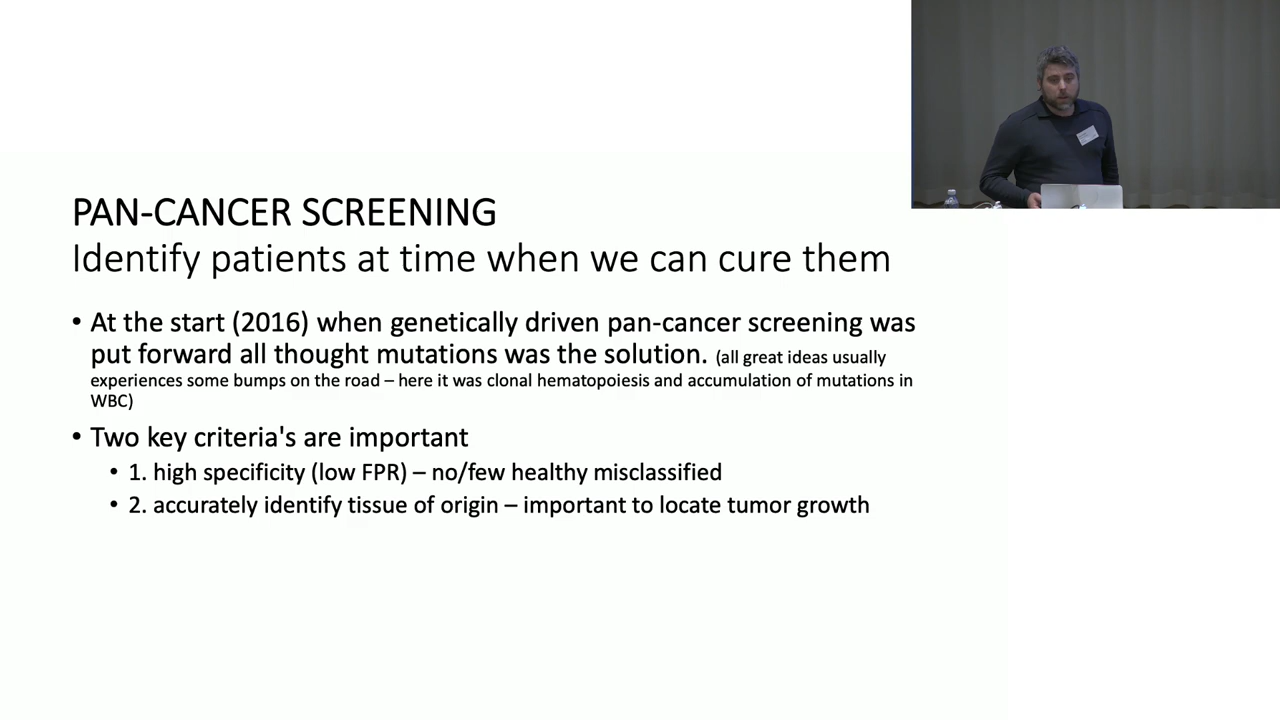 PAN-CANCER SCREENING
Identify patients at time when we can cure them
• At the start (2016) when genetically driven pan-cancer screening was
put forward all thought mutations was the solution. (all great ideas usually
experiences some bumps on the road – here it was clonal hematopoiesis and accumulation of mutations in
WBC)
• Two key criteria's are important
• 1. high specificity (low FPR) – no/few healthy misclassified
• 2. accurately identify tissue of origin – important to locate tumor growth